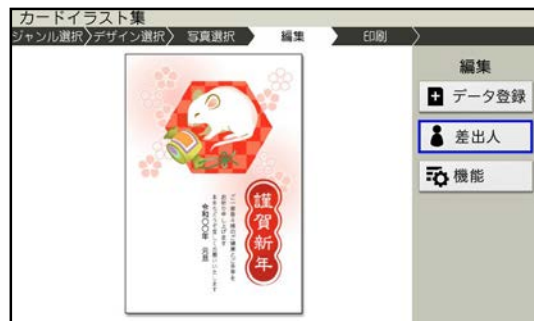 カードイラスト集
ジャンル選択〉デザイン選択〉 写真選択 編集 印刷
編集
データ登録
差出人
機能
謹賀新年
令和〇〇年 元旦